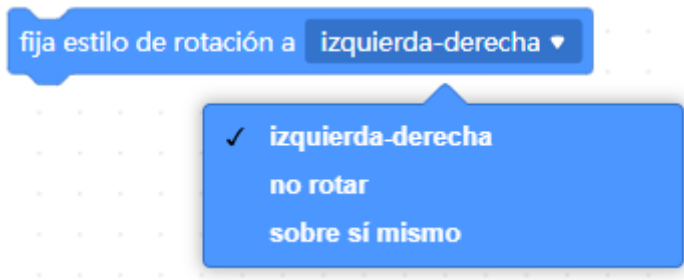 fija estilo de rotación a izquierda-derecha
izquierda-derecha
no rotar
sobre sí mismo